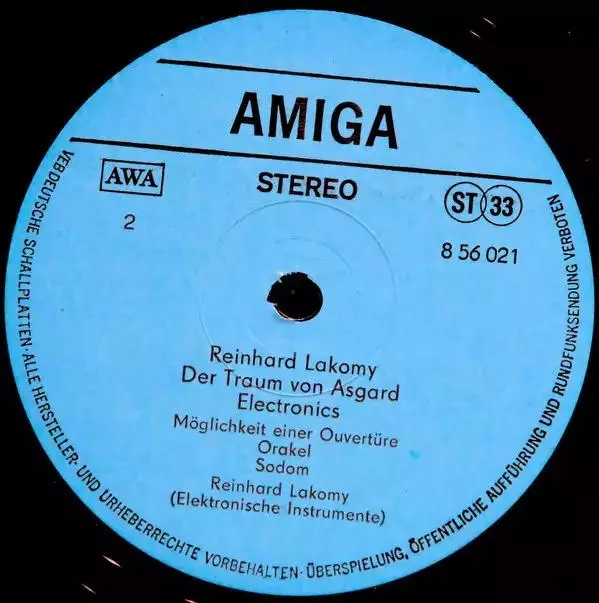 AMIGA
AWA
STEREO
ST 33
2
8 56 021
Reinhard Lakomy
Der Traum von Asgard
Electronics
Möglichkeit einer Ouvertüre
Orakel
Sodom
Reinhard Lakomy
(Elektronische Instrumente)
VEB DEUTSCHE SCHALLPLATTEN·ALLE HERSTELLER- UND URHEBERRECHTE VORBEHALTEN·ÜBERSPIELUNG, ÖFFENTLICHE AUFFÜHRUNG UND RUNDFUNKSENDUNG VERBOTEN